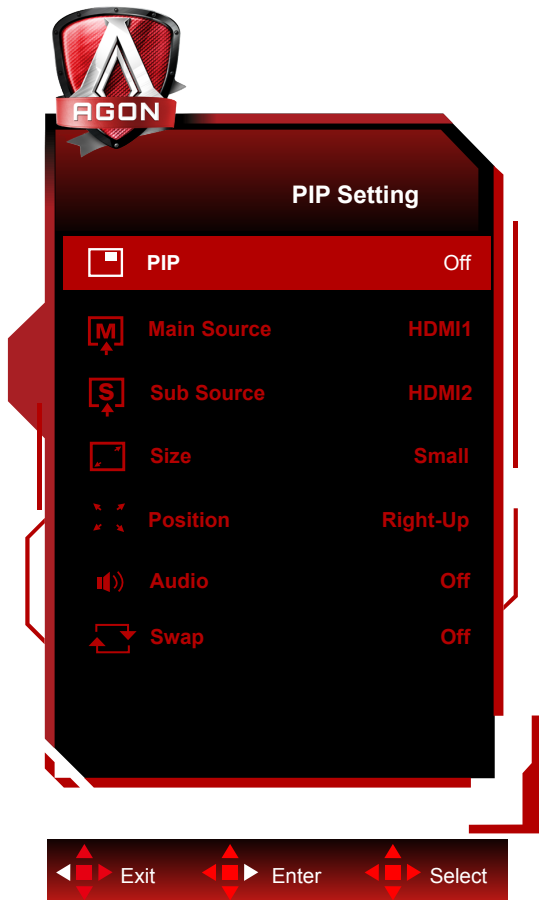 AGON
PIP Setting
PIP Off
M Main Source HDMI1
S Sub Source HDMI2
Size Small
Position Right-Up
Audio Off
Swap Off
Exit Enter Select